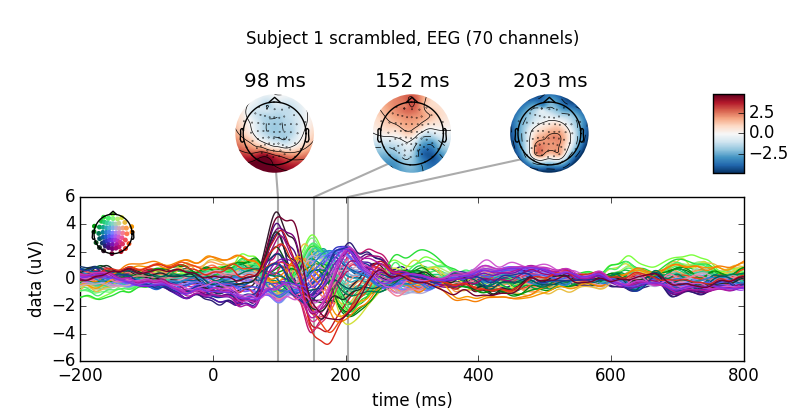 Subject 1 scrambled, EEG (70 channels)
98 ms
152 ms
203 ms
2.5
0.0
−2.5
6
4
2
0
−2
−4
−6
data (uV)
−200
0
200
400
600
800
time (ms)